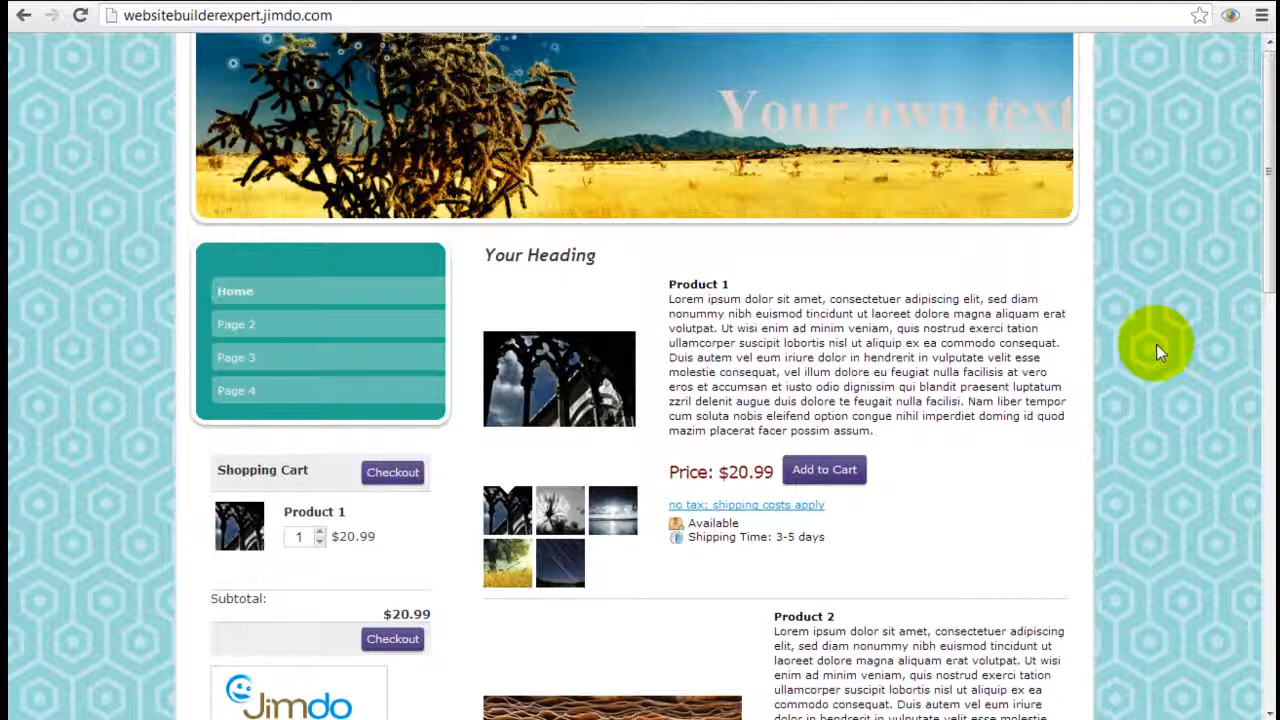 websitebuilderexpert.jimdo.com
Your own text
Home
Page 2
Page 3
Page 4
Shopping Cart
Checkout
Product 1
1
$20.99
Subtotal:
$20.99
Checkout
Jimdo
Your Heading
Product 1
Lorem ipsum dolor sit amet, consectetuer adipiscing elit, sed diam
nonummy nibh euismod tincidunt ut laoreet dolore magna aliquam erat
volutpat. Ut wisi enim ad minim veniam, quis nostrud exerci tation
ullamcorper suscipit lobortis nisl ut aliquip ex ea commodo consequat.
Duis autem vel eum iriure dolor in hendrerit in vulputate velit esse
molestie consequat, vel illum dolore eu feugiat nulla facilisis at vero
eros et accumsan et iusto odio dignissim qui blandit praesent luptatum
zzril delenit augue duis dolore te feugait nulla facilisi. Nam liber tempor
cum soluta nobis eleifend option congue nihil imperdiet doming id quod
mazim placerat facer possim assum.
Price: $20.99
Add to Cart
no tax; shipping costs apply
Available
Shipping Time: 3-5 days
Product 2
Lorem ipsum dolor sit amet, consectetuer adipiscing
elit, sed diam nonummy nibh euismod tincidunt ut
laoreet dolore magna aliquam erat volutpat. Ut wisi
enim ad minim veniam, quis nostrud exerci tation
ullamcorper suscipit lobortis nisl ut aliquip ex ea
commodo consequat. Duis autem vel eum iriure dolor